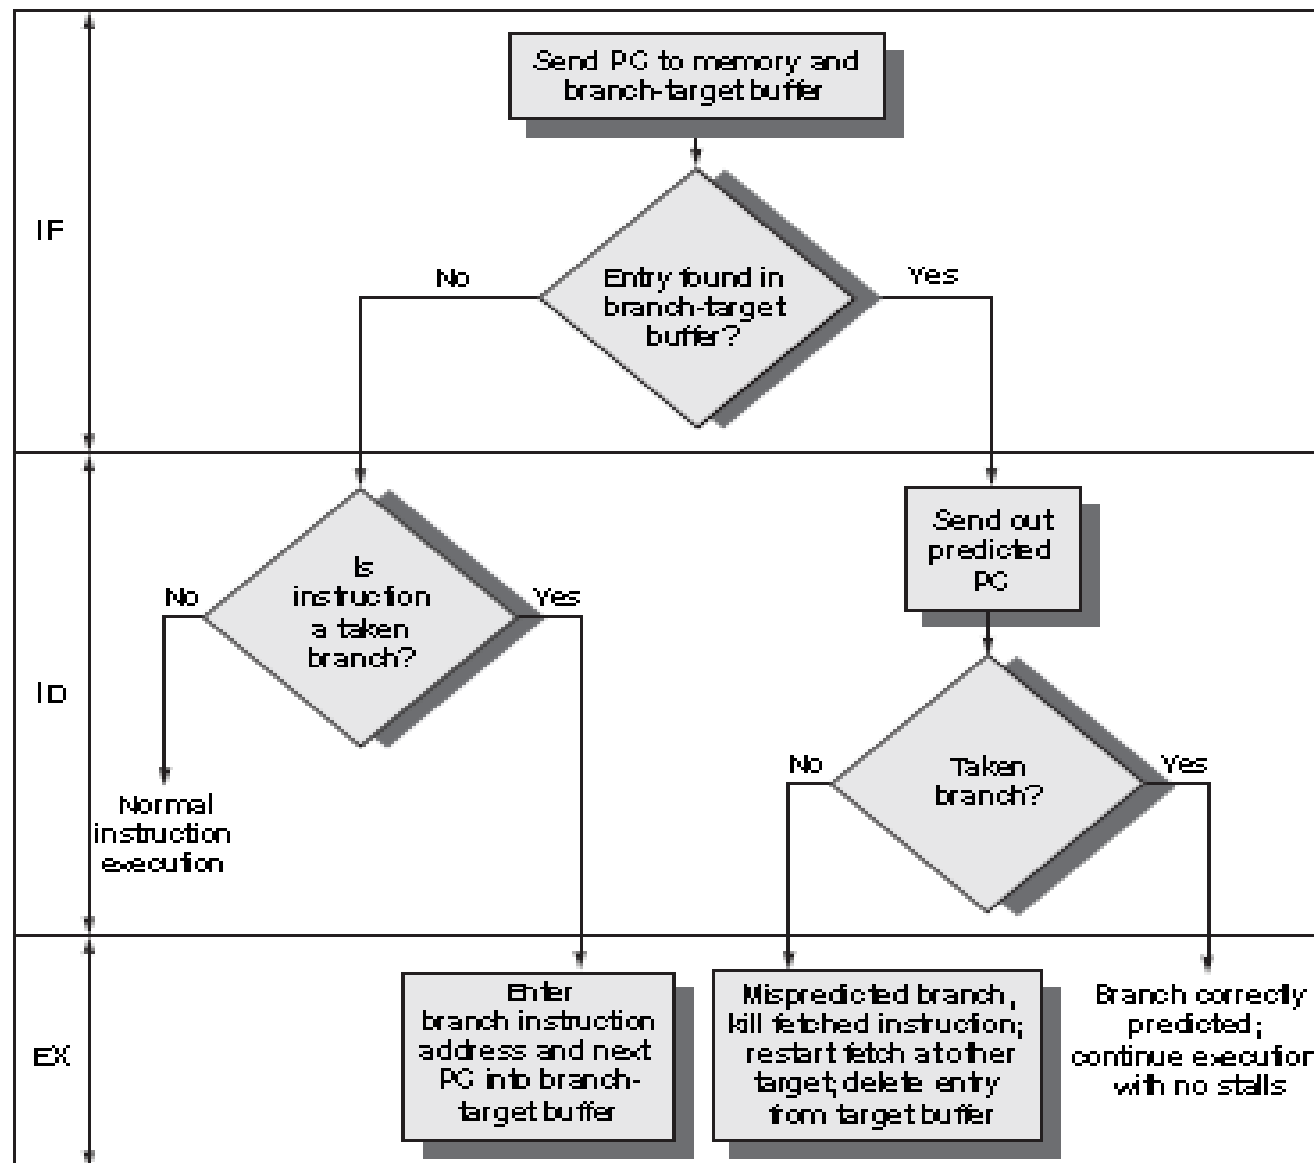 Send PC to memory and
branch-target buffer
IF
No
Entry found in
branch-target
buffer?
Yes
Send out
predicted
PC
No
Is
instruction
a taken
branch?
Yes
ID
No
Taken
branch?
Yes
Normal
instruction
execution
Enter
branch instruction
address and next
PC into branch-
target buffer
Mispredicted branch,
kill fetched instruction;
restart fetch at other
target; delete entry
from target buffer
Branch correctly
predicted;
continue execution
with no stalls
EX